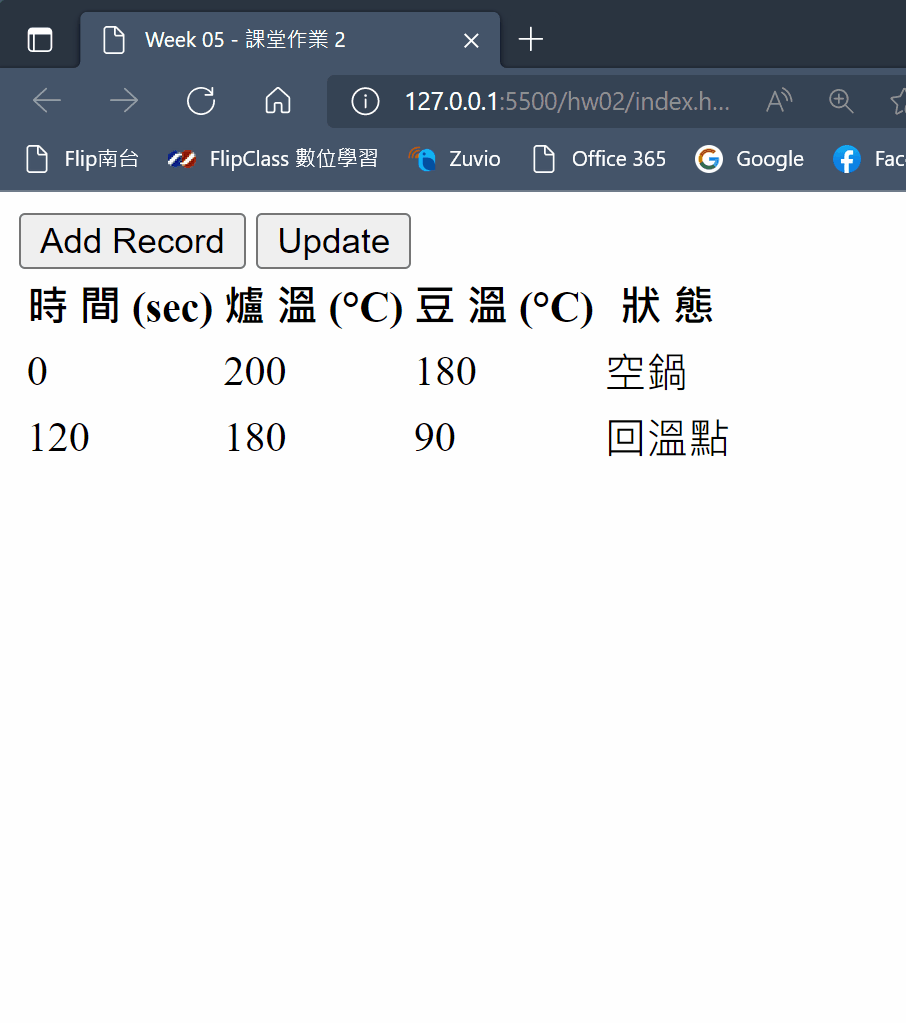 Week 05 - 課堂作業 2
127.0.0.1:5500/hw02/index.h...
Flip南台 FlipClass 數位學習 Zuvio Office 365 Google Fac
Add Record Update
時 間 (sec) 爐 溫 (°C) 豆 溫 (°C) 狀 態
0 200 180 空鍋
120 180 90 回溫點